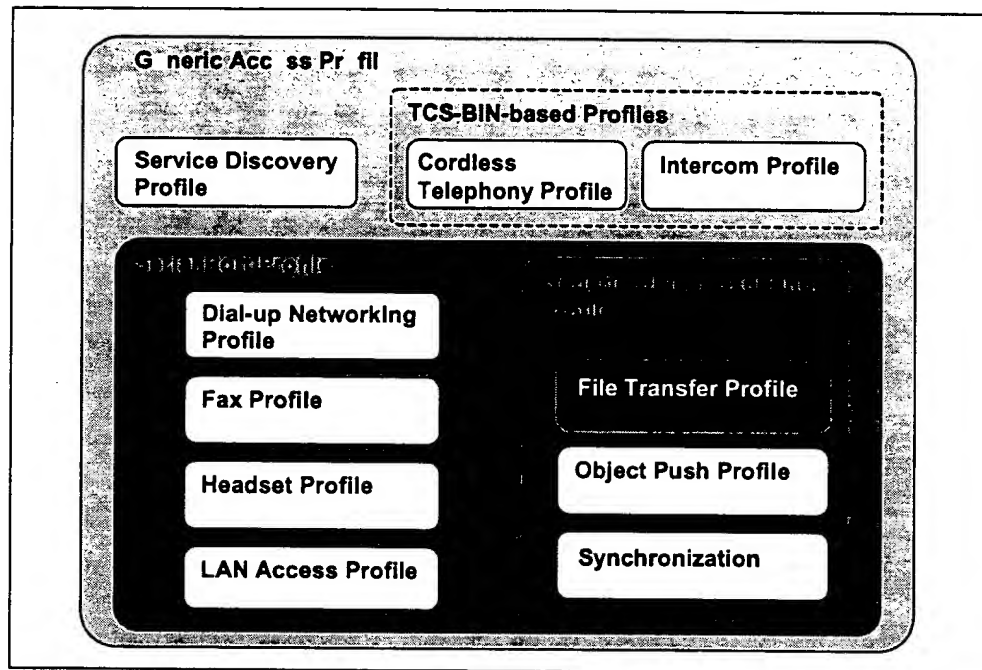 G neric Acc ss Pr fil
TCS-BIN-based Profiles
Service Discovery
Profile
Cordless
Telephony Profile
Intercom Profile
Dial-up Networking
Profile
File Transfer Profile
Fax Profile
Headset Profile
Object Push Profile
LAN Access Profile
Synchronization